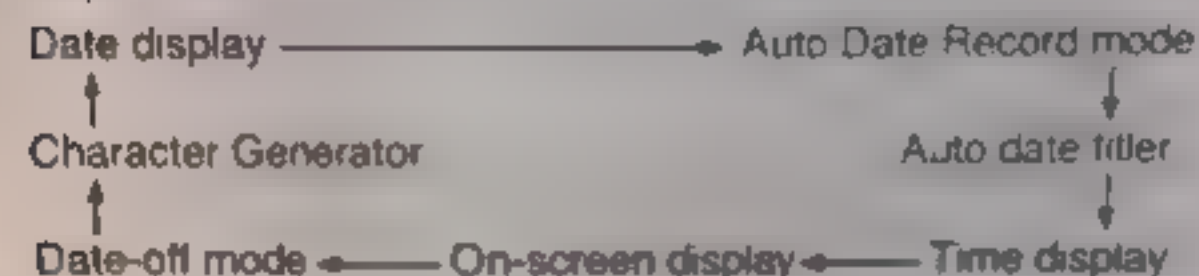 Date display Auto Date Record mode
Character Generator Auto date titler
Date-off mode On-screen display Time display